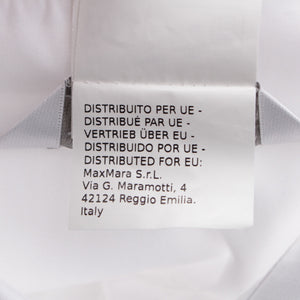 DISTRIBUITO PER UE -
DISTRIBUÉ PAR UE -
VERTRIEB ÜBER EU -
DISTRIBUIDO POR UE -
DISTRIBUTED FOR EU:
MaxMara S.r.L.
Via G. Maramotti, 4
42124 Reggio Emilia.
Italy